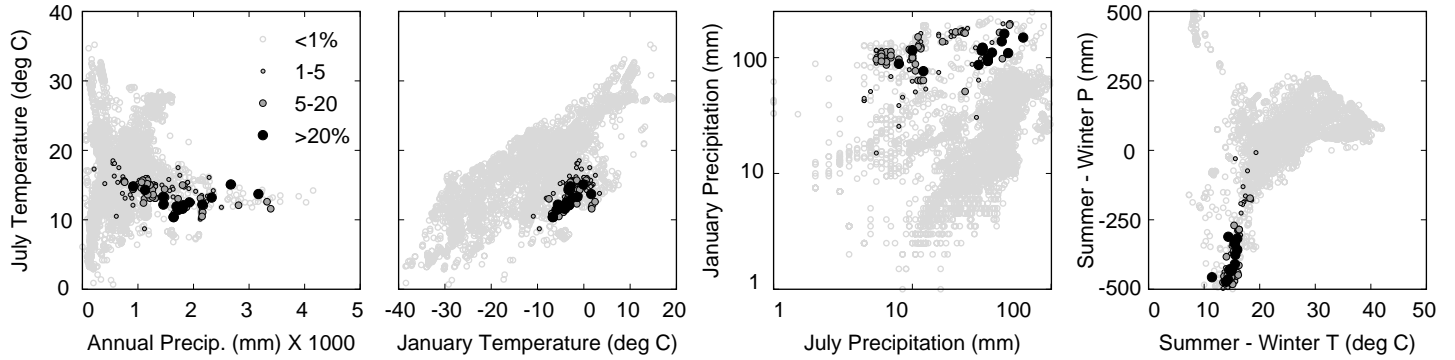 July Temperature (deg C)
40
30
20
10
0
<1%
1-5
5-20
>20%
0 1 2 3 4 5
Annual Precip. (mm) X 1000
-40 -30 -20 -10 0 10 20
January Temperature (deg C)
January Precipitation (mm)
100
10
1
1 10 100
July Precipitation (mm)
Summer - Winter P (mm)
500
250
0
-250
-500
0 10 20 30 40 50
Summer - Winter T (deg C)